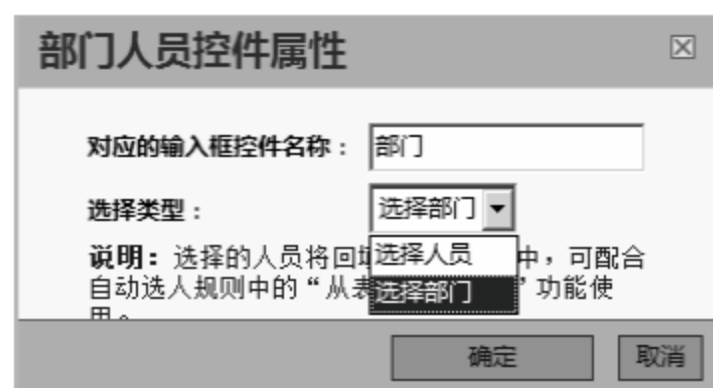 部门人员控件属性
对应的输入框控件名称： 部门
选择类型： 选择部门
选择人员
选择部门
说明：选择的人员将回 中，可配合
自动选人规则中的“从表 ”功能使
用。
确定 取消